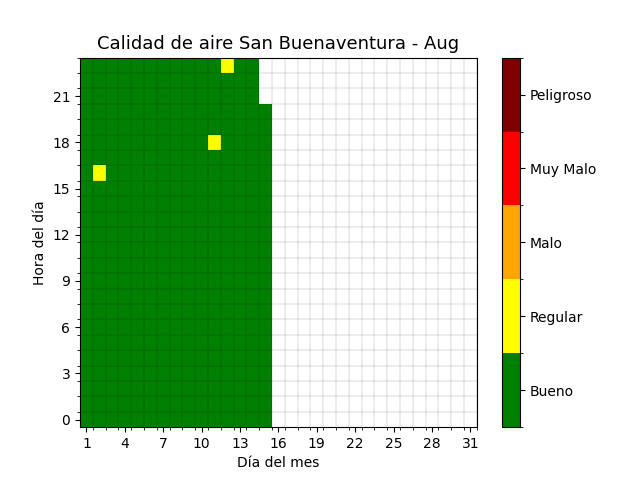 Calidad de aire San Buenaventura - Aug
Hora del día
21
18
15
12
9
6
3
0
1 4 7 10 13 16 19 22 25 28 31
Día del mes
Peligroso
Muy Malo
Malo
Regular
Bueno